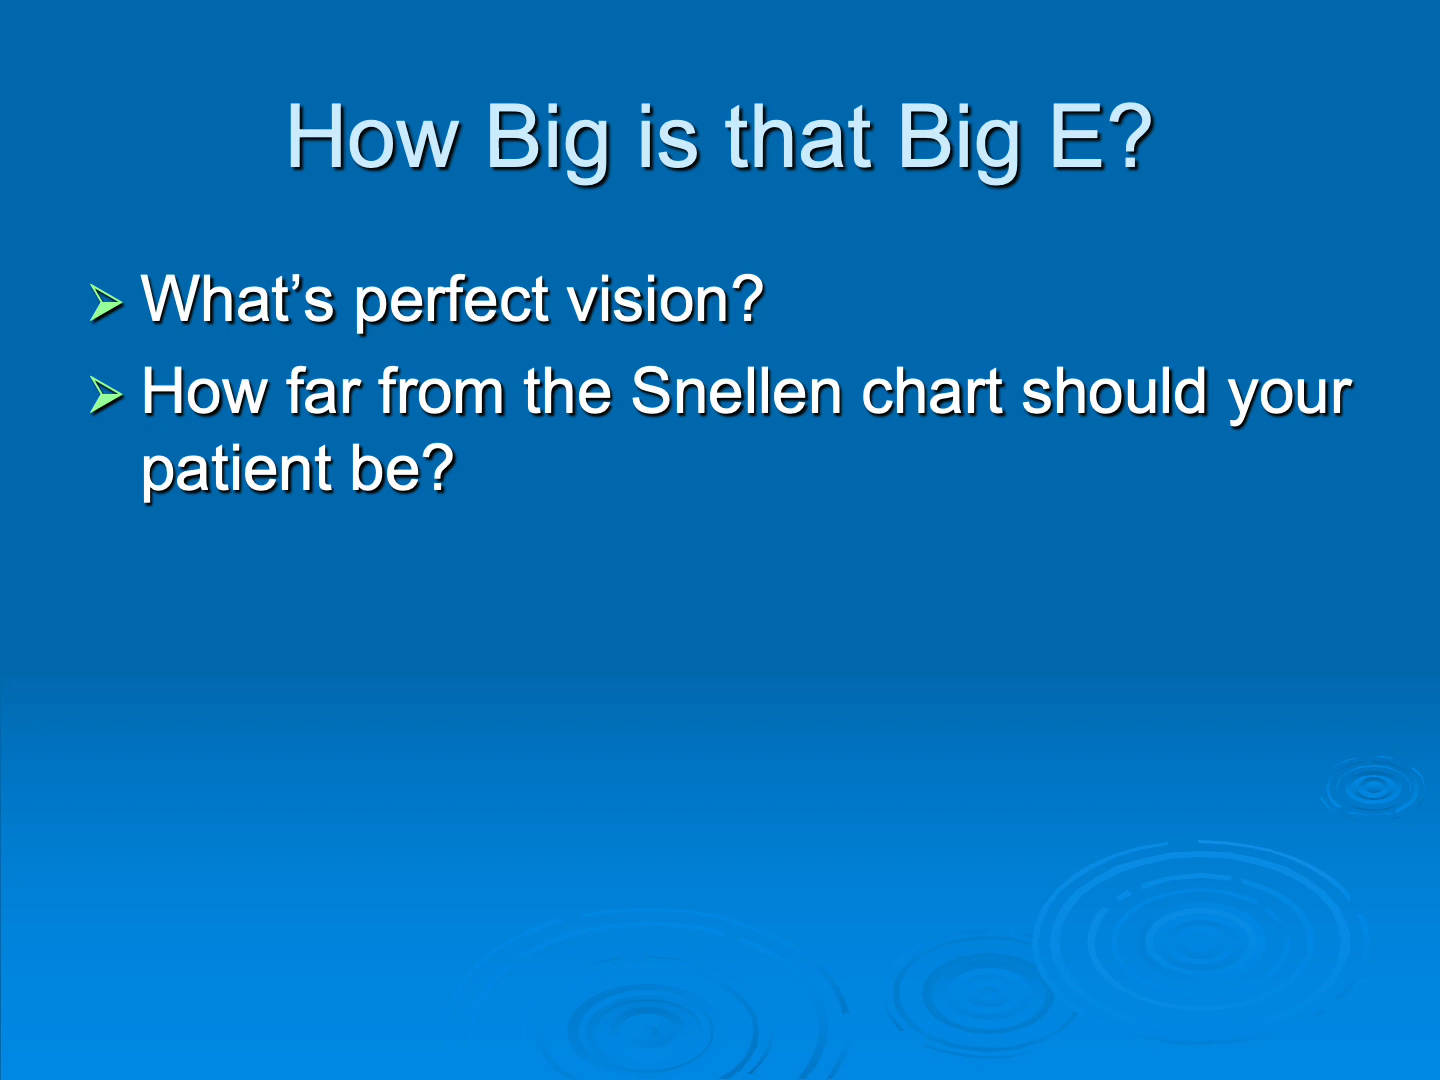 How Big is that Big E?
What’s perfect vision?
How far from the Snellen chart should your
patient be?